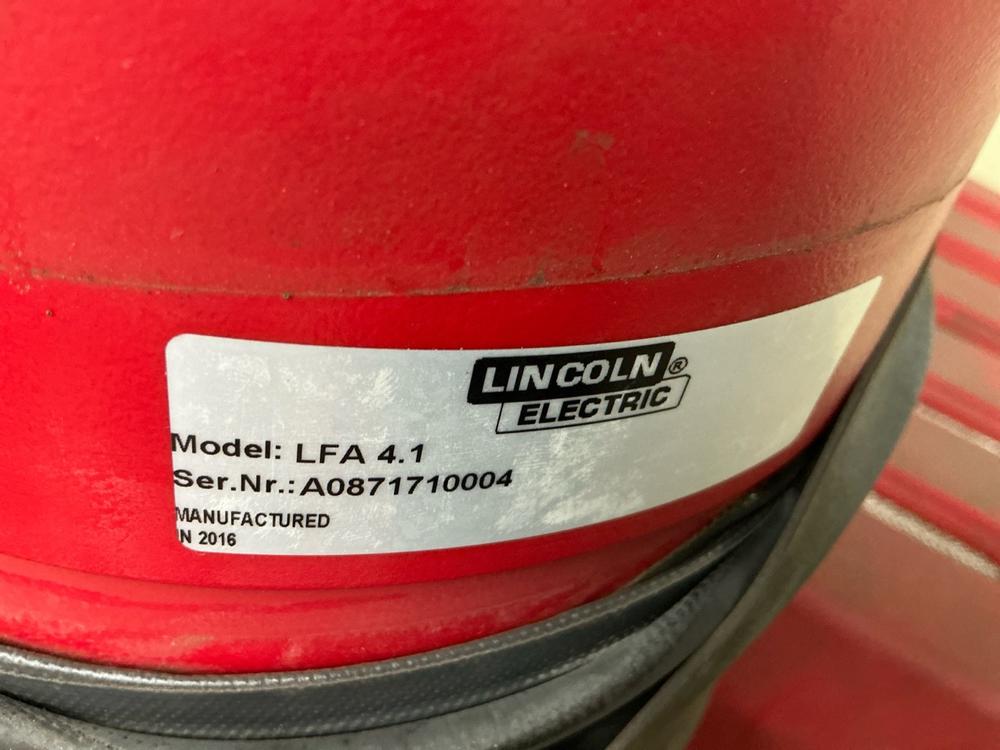 LINCOLN®
ELECTRIC
Model: LFA 4.1
Ser.Nr.: A0871710004
MANUFACTURED
IN 2016